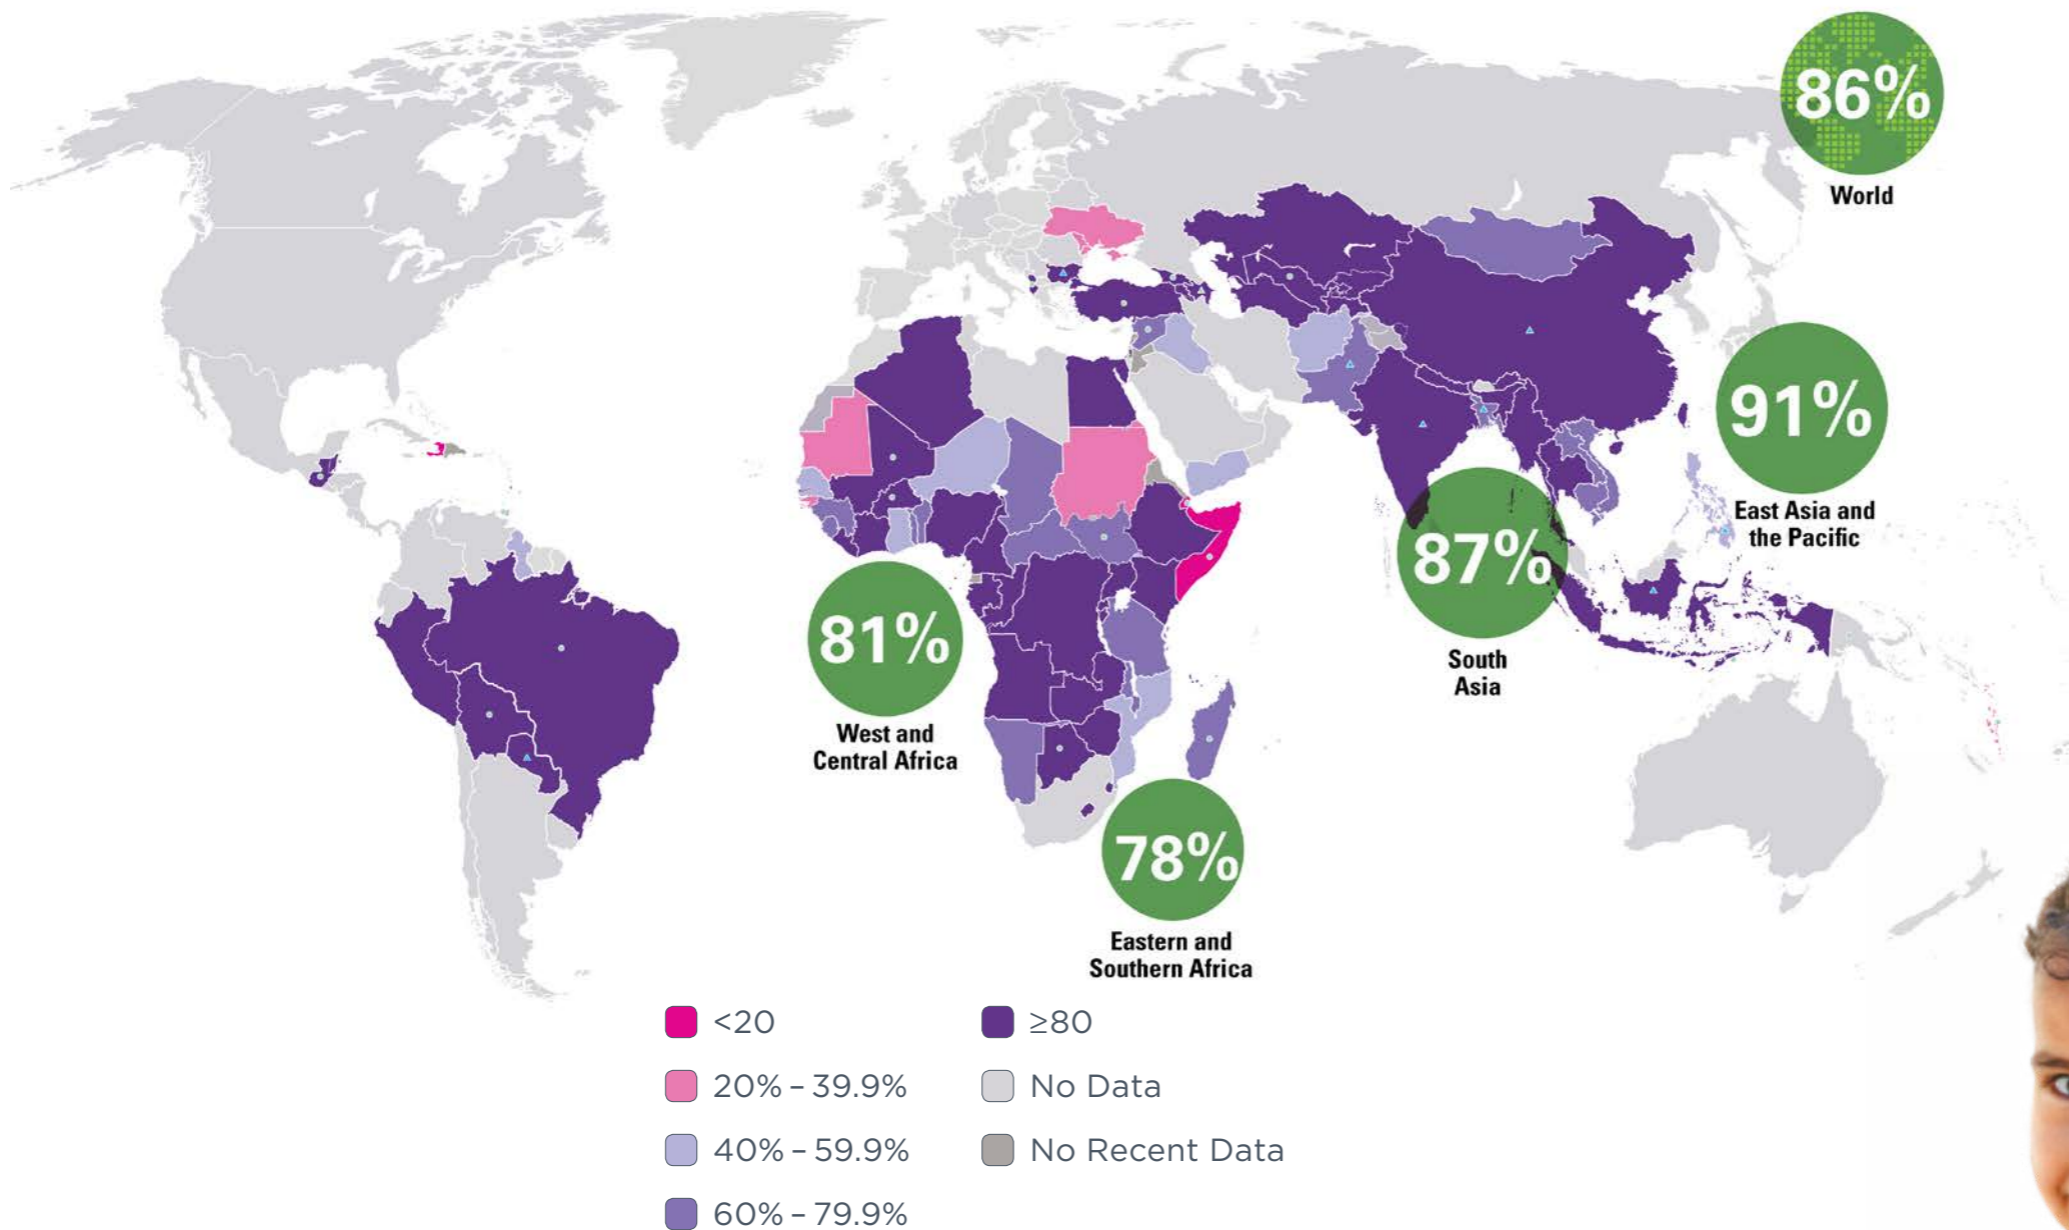 86%
World
91%
East Asia and
the Pacific
87%
South
Asia
81%
West and
Central Africa
78%
Eastern and
Southern Africa
<20
20% – 39.9%
40% – 59.9%
60% – 79.9%
≥80
No Data
No Recent Data